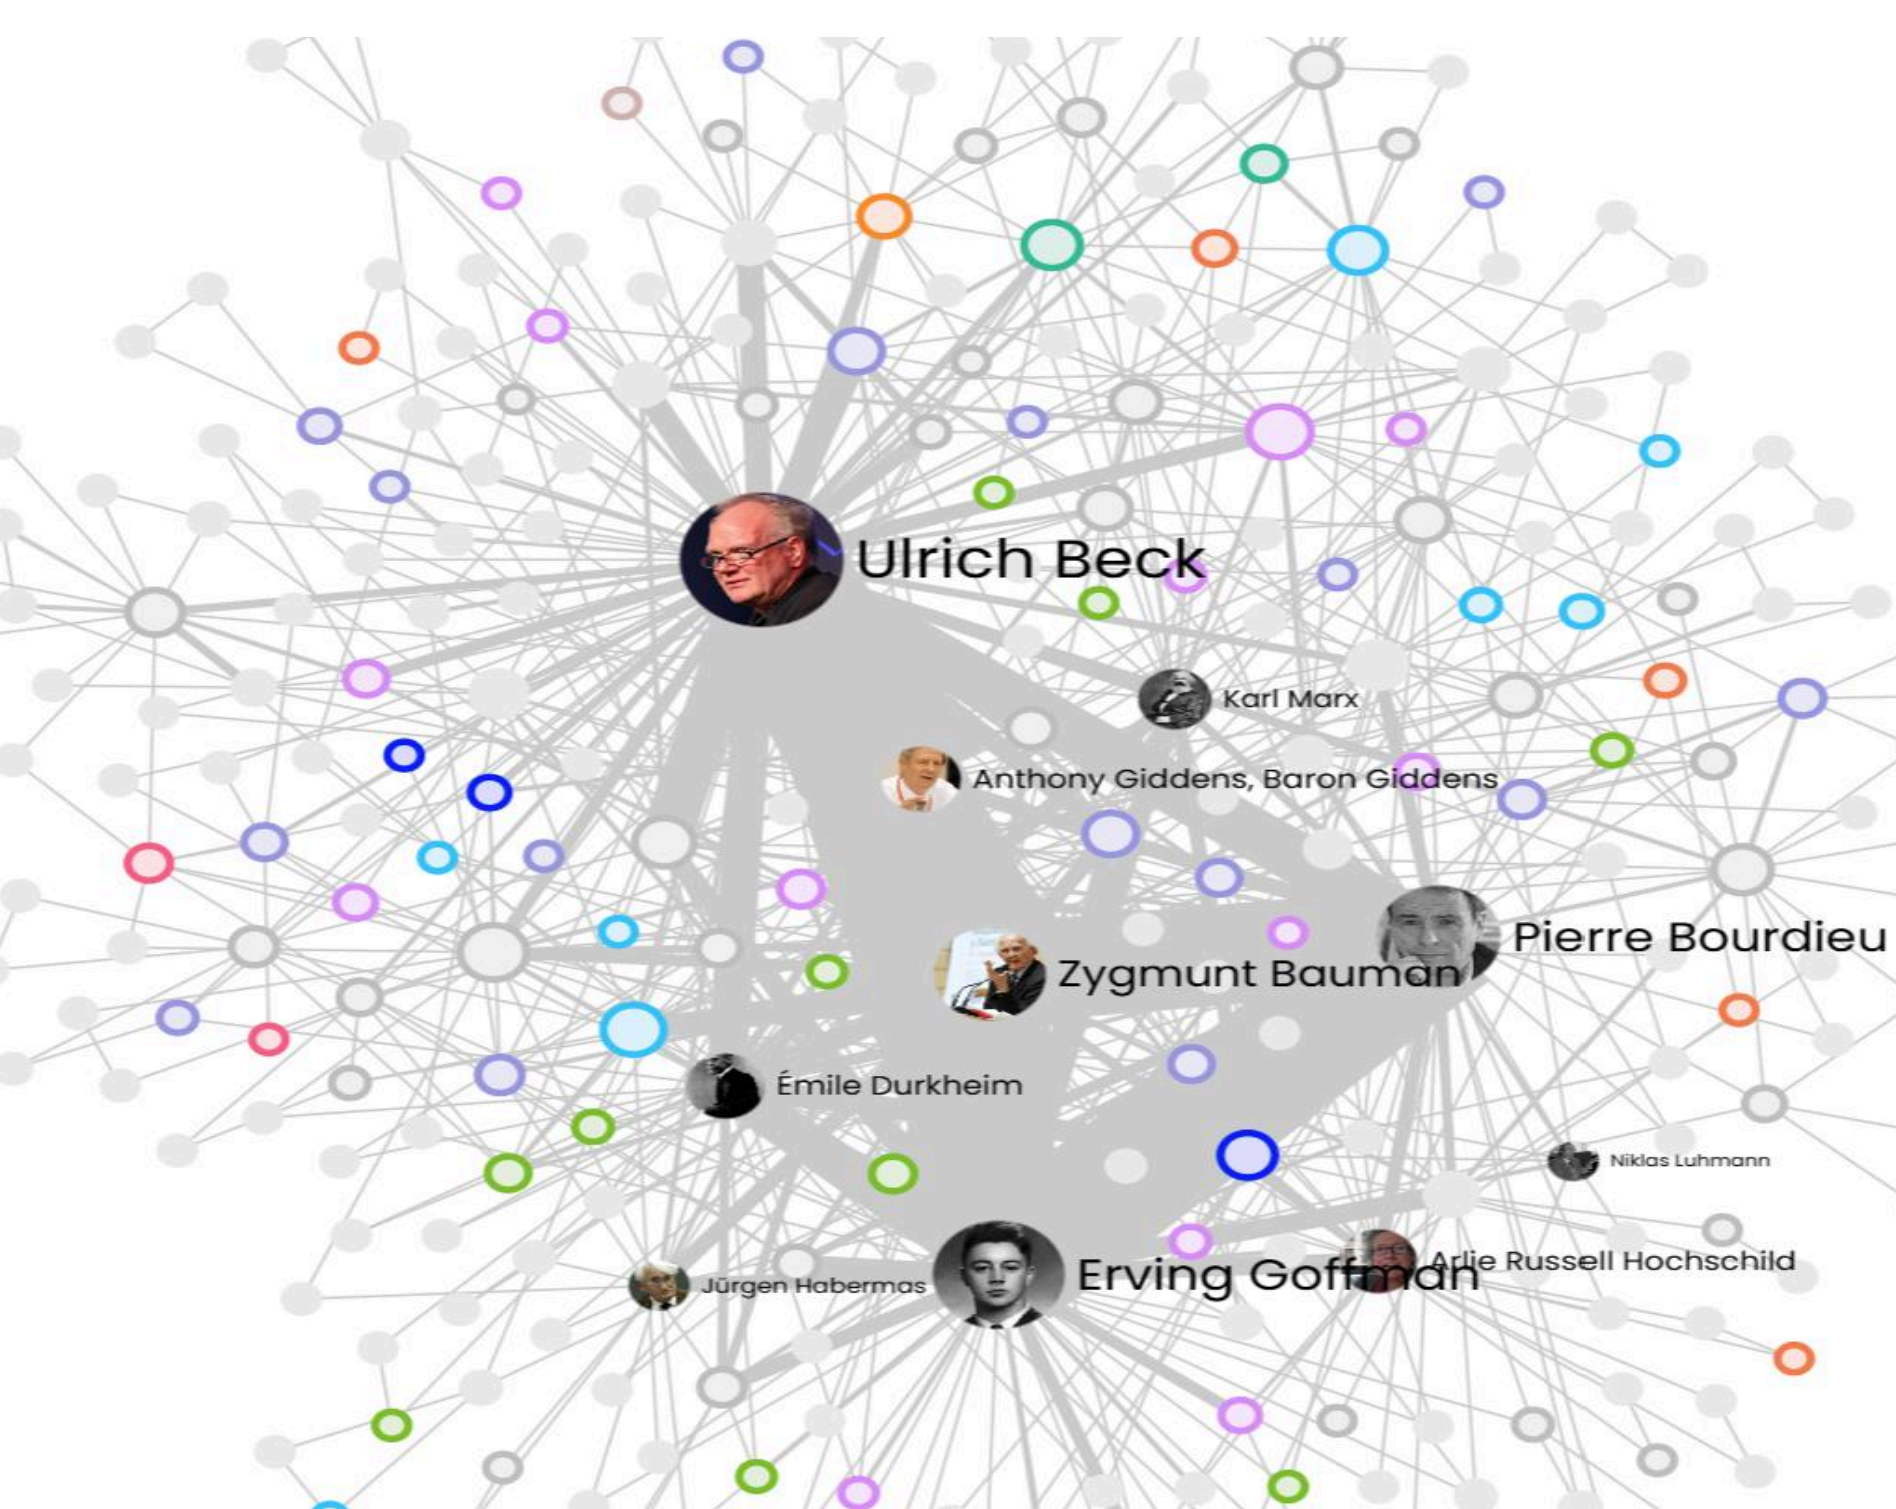 Ulrich Beck
Karl Marx
Anthony Giddens, Baron Giddens
Pierre Bourdieu
Zygmunt Bauman
Émile Durkheim
Niklas Luhmann
Arlie Russell Hochschild
Erving Goffman
Jürgen Habermas